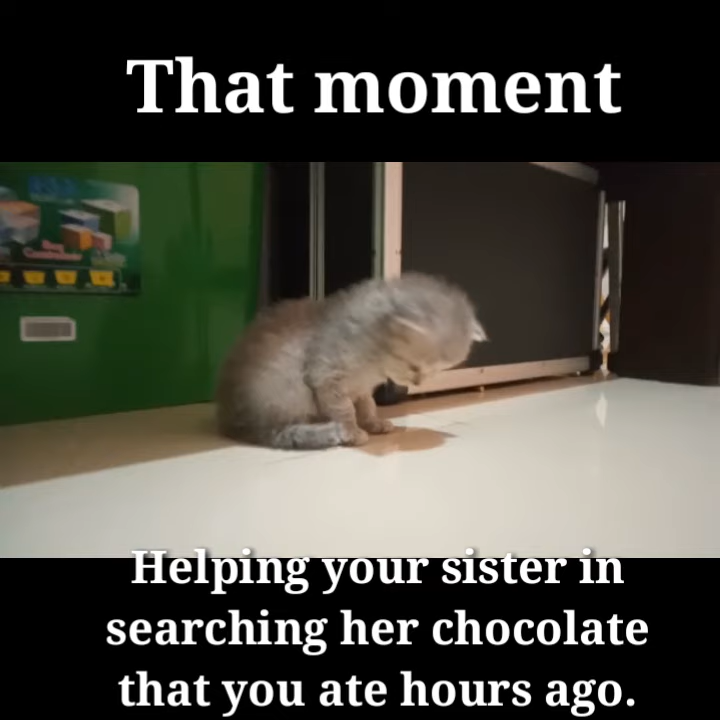 That moment
Helping your sister in
searching her chocolate
that you ate hours ago.